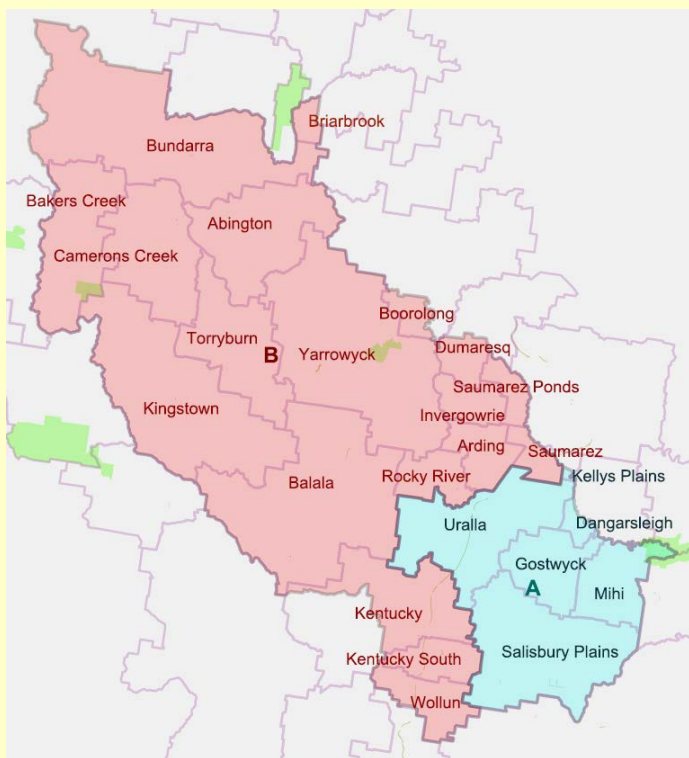 Briarbrook
Bundarra
Bakers Creek
Abington
Camerons Creek
Boorolong
Torryburn
B
Yarrowyck
Dumaresq
Saumarez Ponds
Kingstown
Invergowrie
Arding
Saumarez
Balala
Rocky River
Kellys Plains
Uralla
Dangarsleigh
Gostwyck
A
Mihi
Kentucky
Salisbury Plains
Kentucky South
Wollun